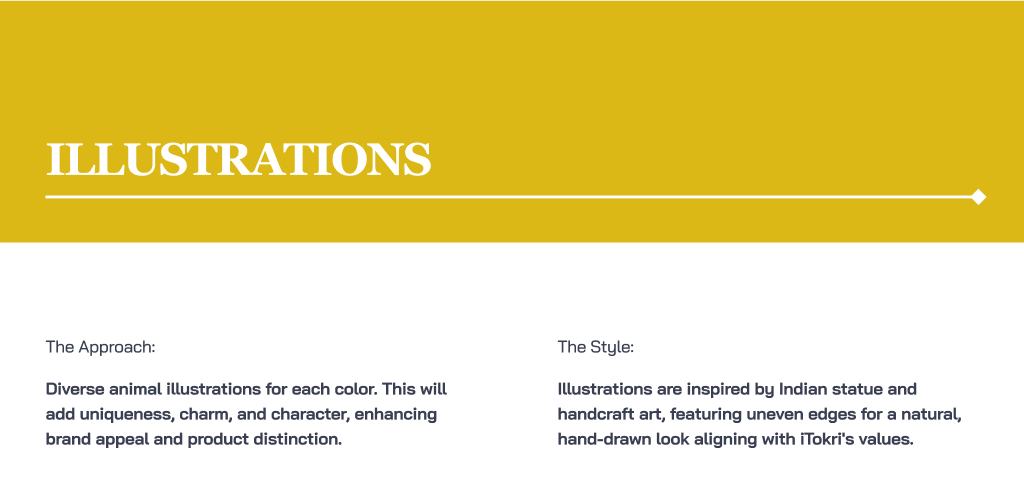 ILLUSTRATIONS
The Approach:
Diverse animal illustrations for each color. This will
add uniqueness, charm, and character, enhancing
brand appeal and product distinction.
The Style:
Illustrations are inspired by Indian statue and
handcraft art, featuring uneven edges for a natural,
hand-drawn look aligning with iTokri's values.